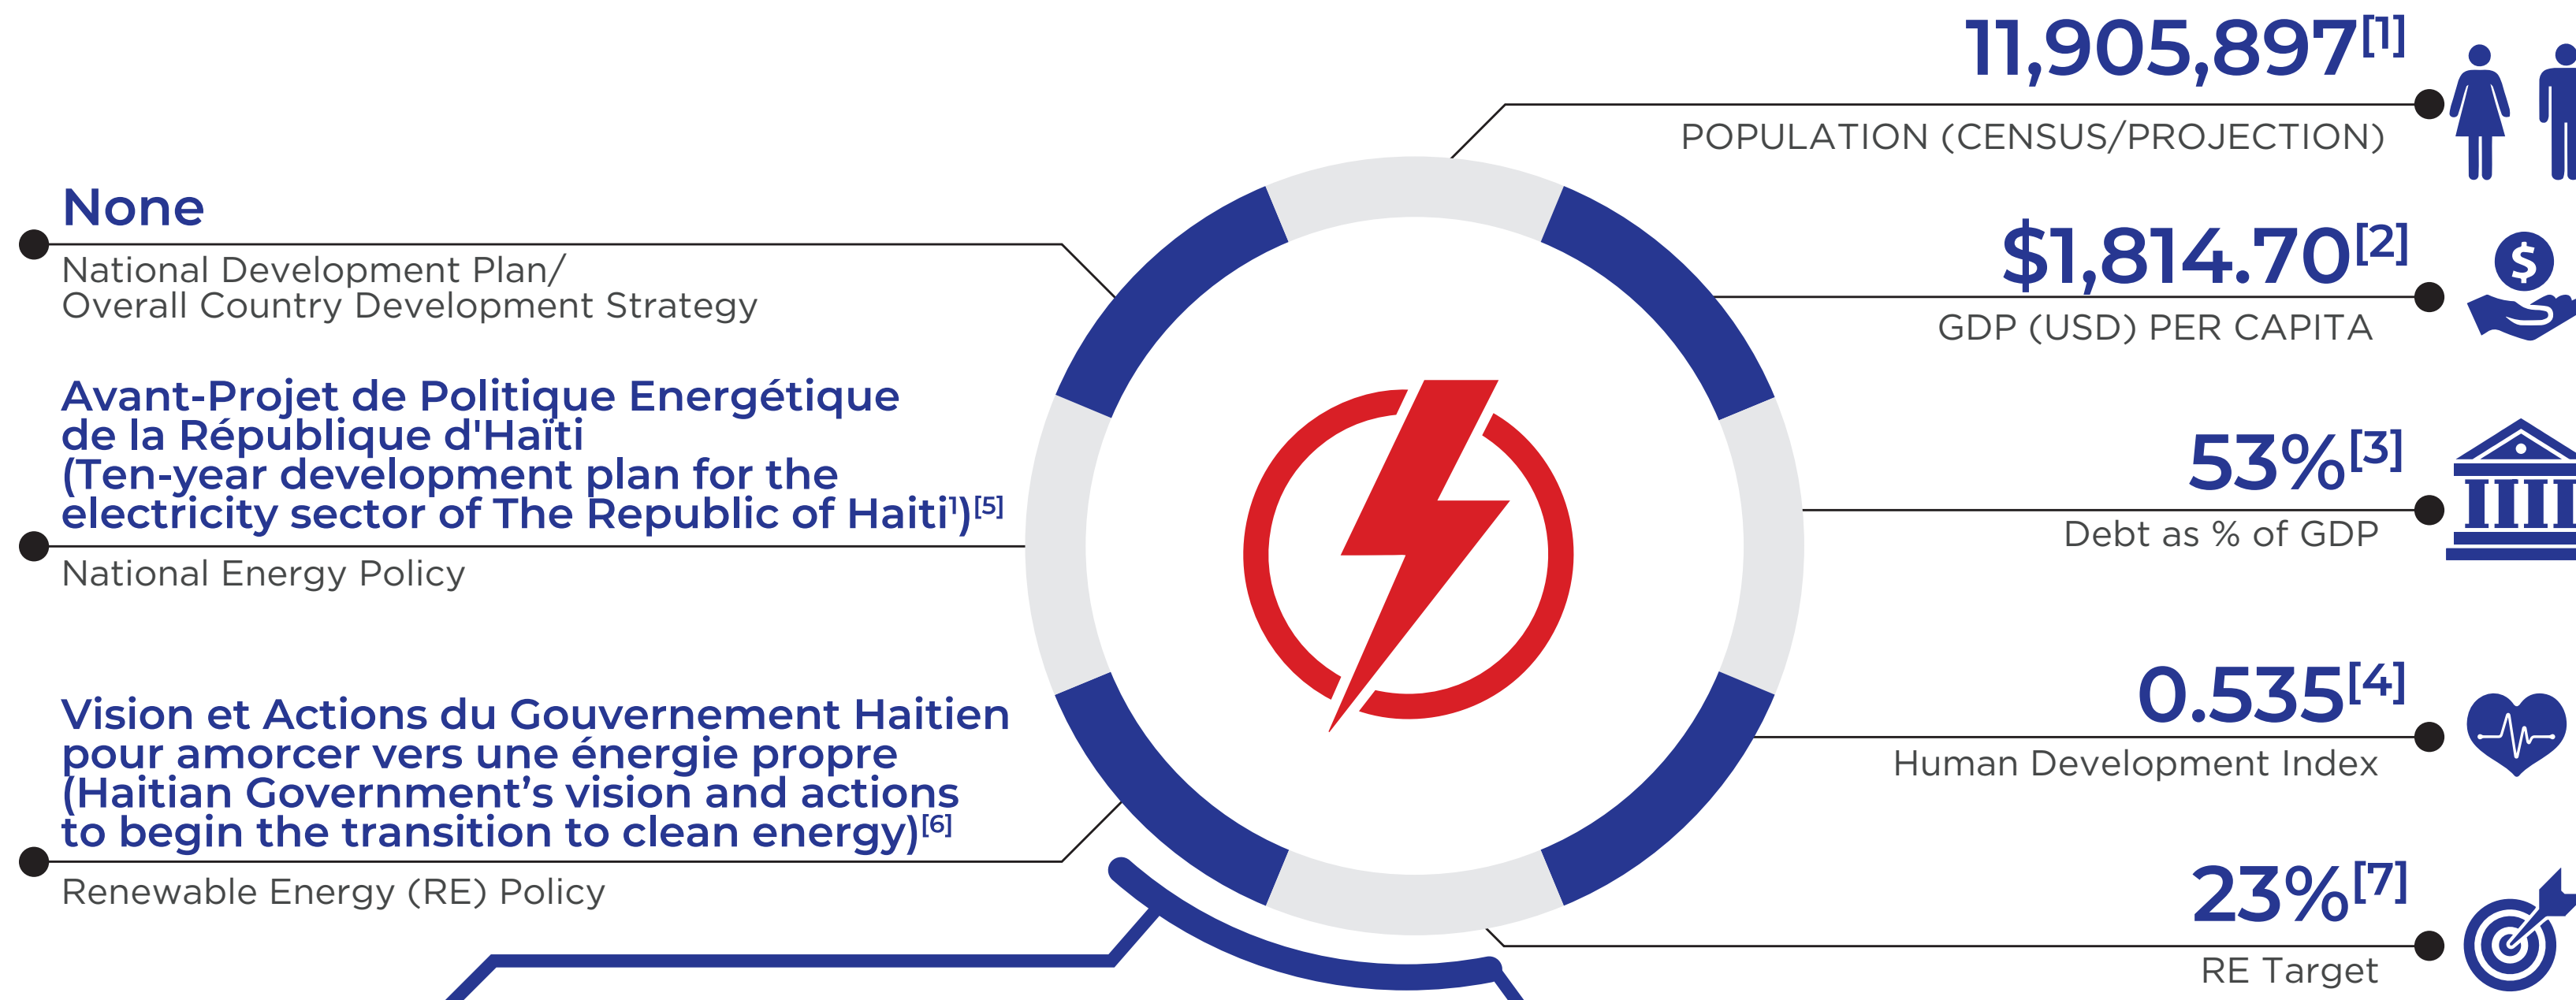 None
National Development Plan/
Overall Country Development Strategy
Avant-Projet de Politique Energétique
de la République d'Haïti
(Ten-year development plan for the
electricity sector of The Republic of Haiti¹)[5]
National Energy Policy
Vision et Actions du Gouvernement Haitien
pour amorcer vers une énergie propre
(Haitian Government’s vision and actions
to begin the transition to clean energy)[6]
Renewable Energy (RE) Policy
11,905,897[1]
POPULATION (CENSUS/PROJECTION)
$1,814.70[2]
$
GDP (USD) PER CAPITA
53%[3]
Debt as % of GDP
0.535[4]
Human Development Index
23%[7]
RE Target